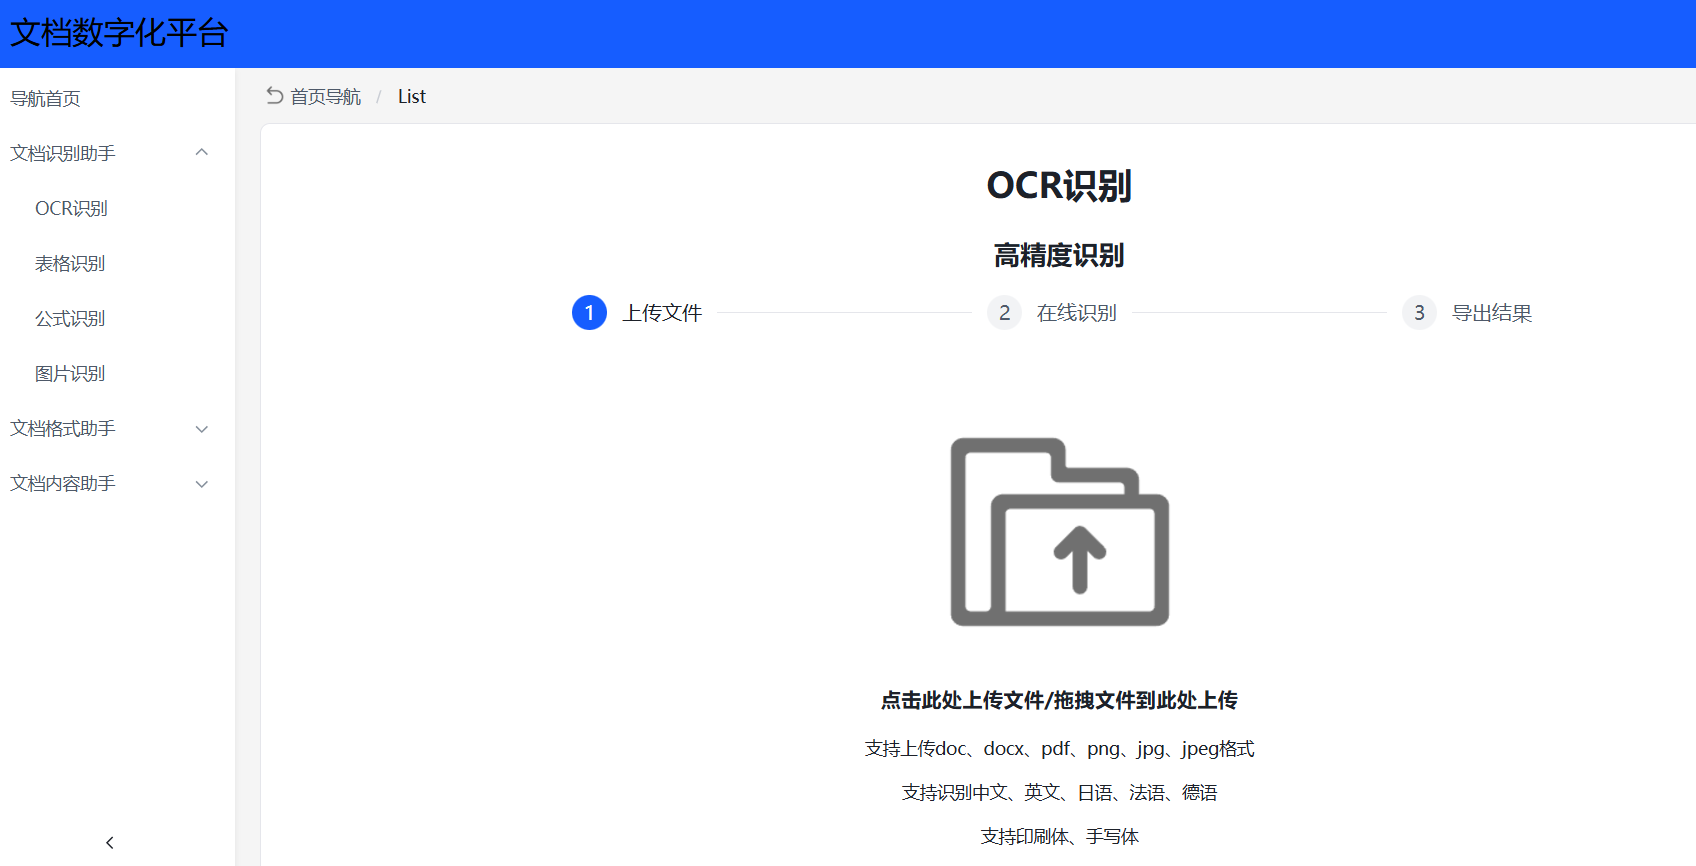 文档数字化平台
导航首页
文档识别助手
OCR识别
表格识别
公式识别
图片识别
文档格式助手
文档内容助手
首页导航 / List
OCR识别
高精度识别
1 上传文件 2 在线识别 3 导出结果
点击此处上传文件/拖拽文件到此处上传
支持上传doc、docx、pdf、png、jpg、jpeg格式
支持识别中文、英文、日语、法语、德语
支持印刷体、手写体